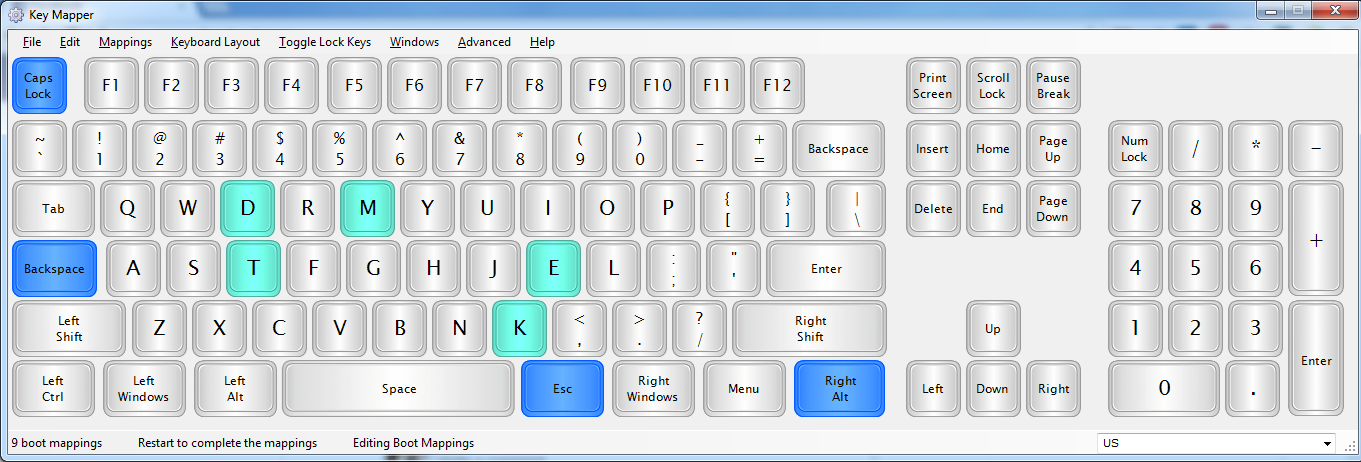 Key Mapper
File Edit Mappings Keyboard Layout Toggle Lock Keys Windows Advanced Help
Caps Lock F1 F2 F3 F4 F5 F6 F7 F8 F9 F10 F11 F12 Print Screen Scroll Lock Pause Break
~ ` ! 1 @ 2 # 3 $ 4 % 5 ^ 6 & 7 * 8 ( 9 ) 0 _ - + = Backspace Insert Home Page Up Num Lock / * -
Tab Q W D R M Y U I O P { [ } ] | \ Delete End Page Down 7 8 9 +
Backspace A S T F G H J E L : ; " ' Enter 4 5 6
Left Shift Z X C V B N K < , > . ? / Right Shift Up 1 2 3 Enter
Left Ctrl Left Windows Left Alt Space Esc Right Windows Menu Right Alt Left Down Right 0 .
9 boot mappings Restart to complete the mappings Editing Boot Mappings US